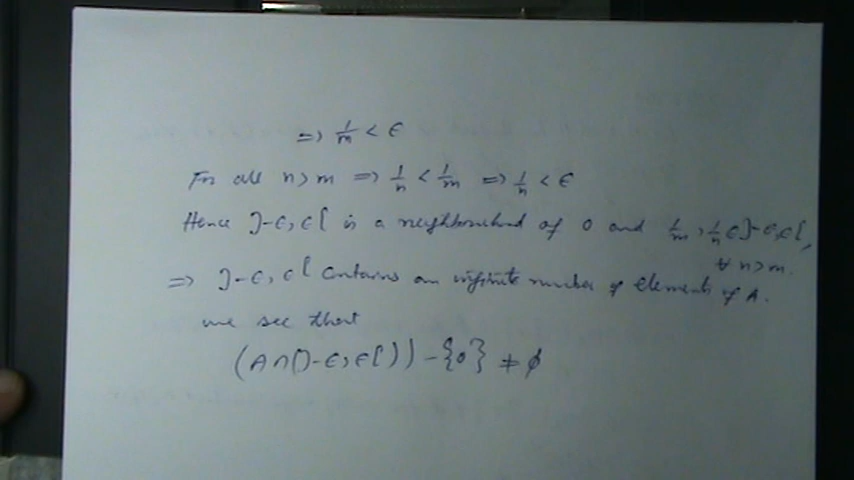 ⇒ 1/m < ϵ
For all n > m ⇒ 1/n < 1/m ⇒ 1/n < ϵ
Hence ]-ϵ, ϵ[ is a neighbourhood of 0 and 1/m, 1/n ∈ ]-ϵ, ϵ[,
∀ n > m.
⇒ ]-ϵ, ϵ[ contains an infinite number of elements of A.
we see that
(A ∩ (]-ϵ, ϵ[)) - {0} ≠ ϕ